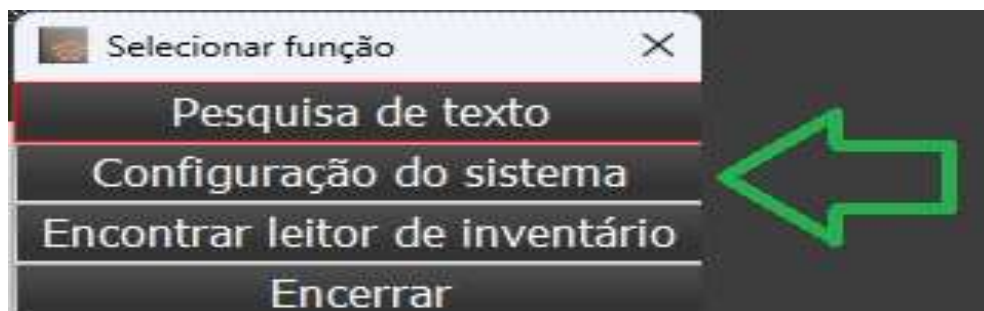 Selecionar função
Pesquisa de texto
Configuração do sistema
Encontrar leitor de inventário
Encerrar